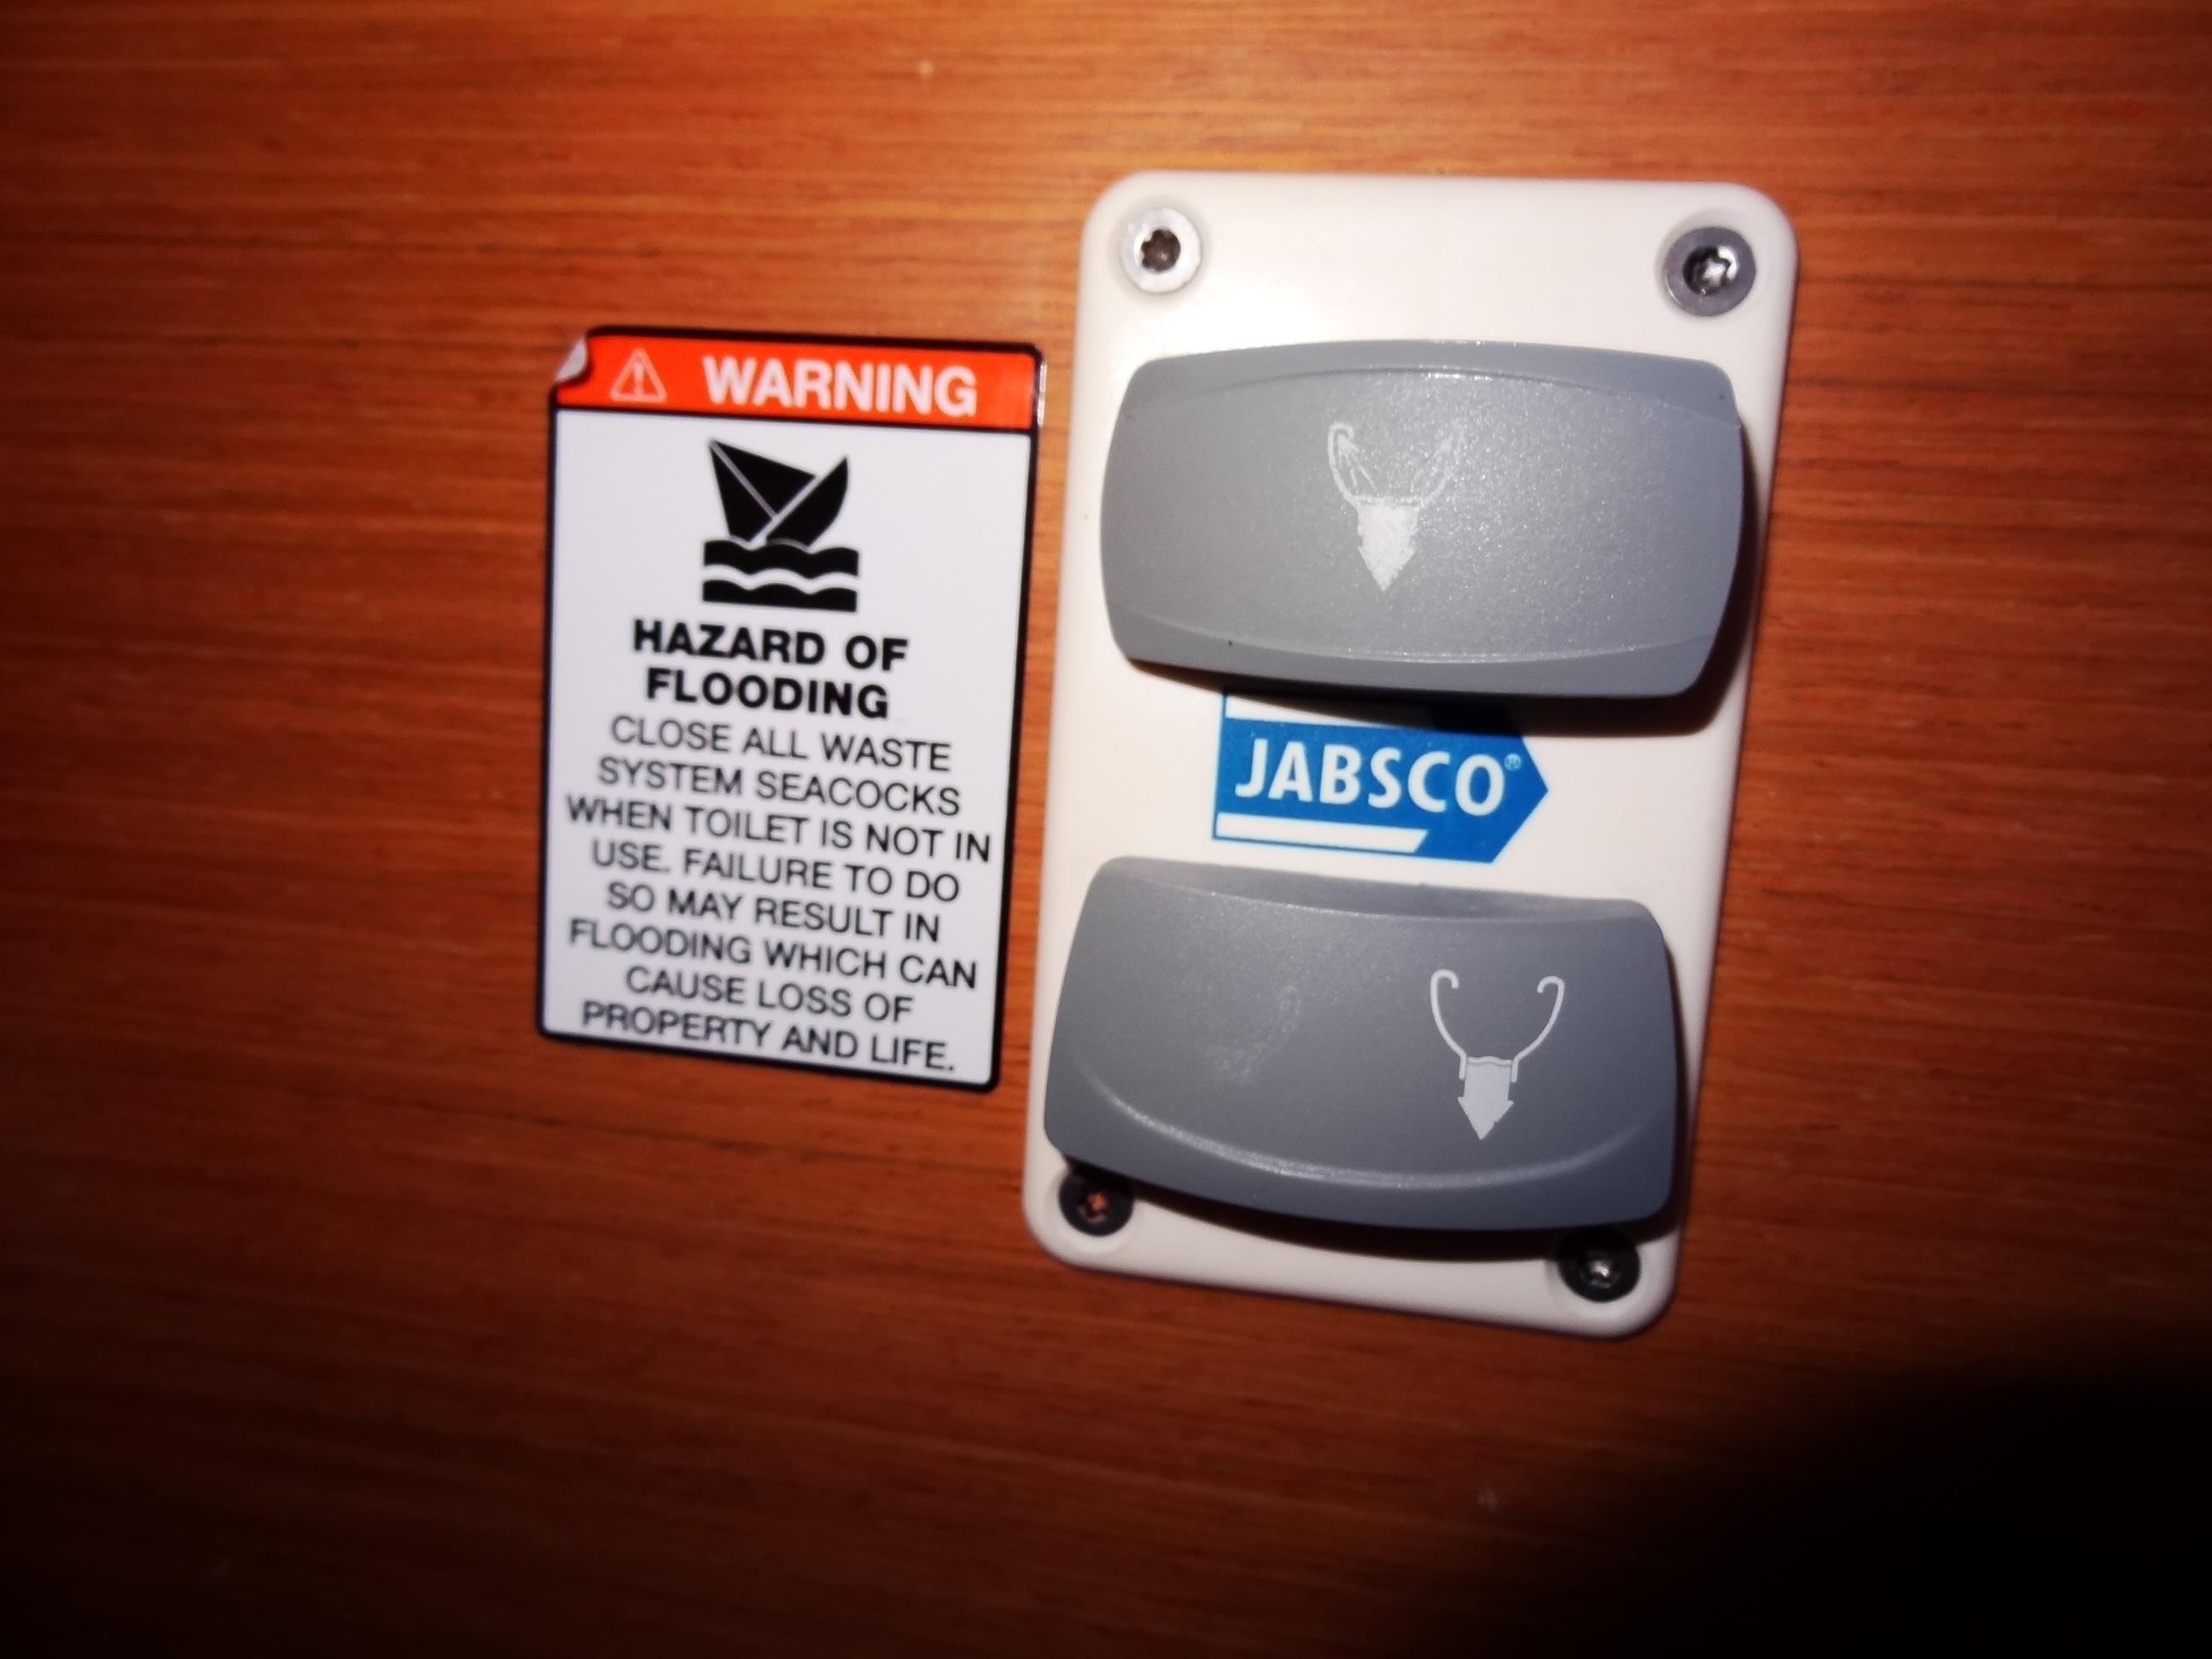 WARNING
HAZARD OF
FLOODING
CLOSE ALL WASTE
SYSTEM SEACOCKS
WHEN TOILET IS NOT IN
USE. FAILURE TO DO
SO MAY RESULT IN
FLOODING WHICH CAN
CAUSE LOSS OF
PROPERTY AND LIFE.
JABSCO®